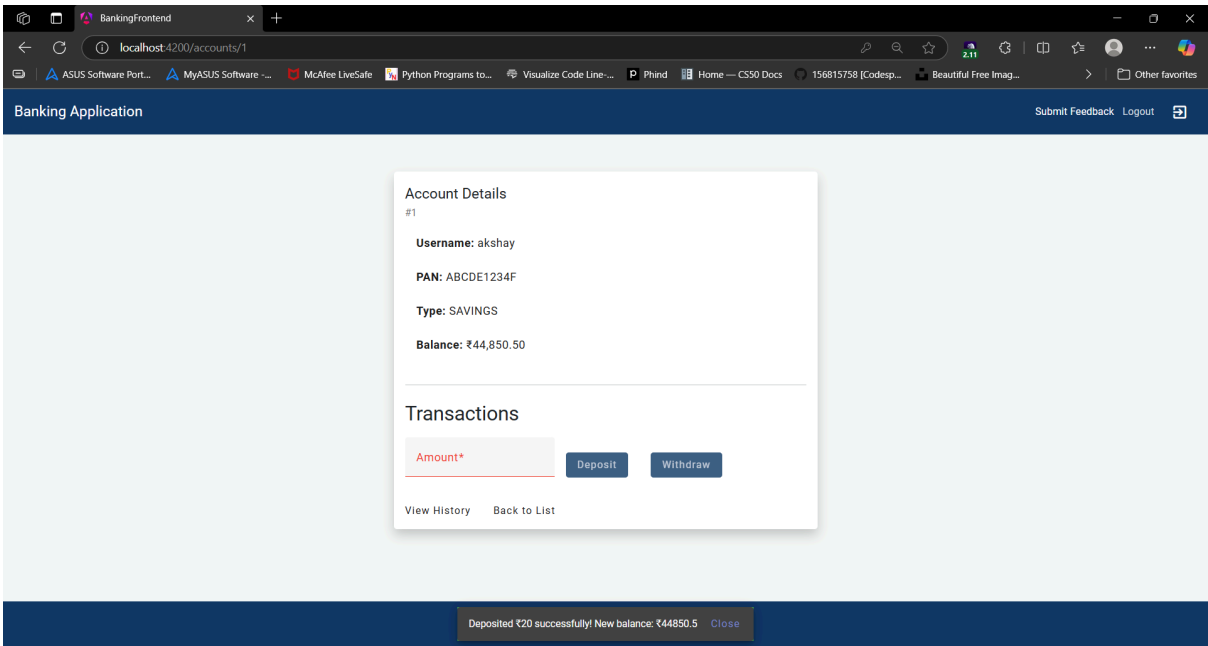 BankingFrontend
localhost:4200/accounts/1
2.11
ASUS Software Port... MyASUS Software -... McAfee LiveSafe Python Programs to... Visualize Code Line-... Phind Home — CS50 Docs 156815758 [Codesp... Beautiful Free Imag... Other favorites
Banking Application Submit Feedback Logout
Account Details
#1
Username: akshay
PAN: ABCDE1234F
Type: SAVINGS
Balance: ₹44,850.50
Transactions
Amount* Deposit Withdraw
View History Back to List
Deposited ₹20 successfully! New balance: ₹44850.5 Close